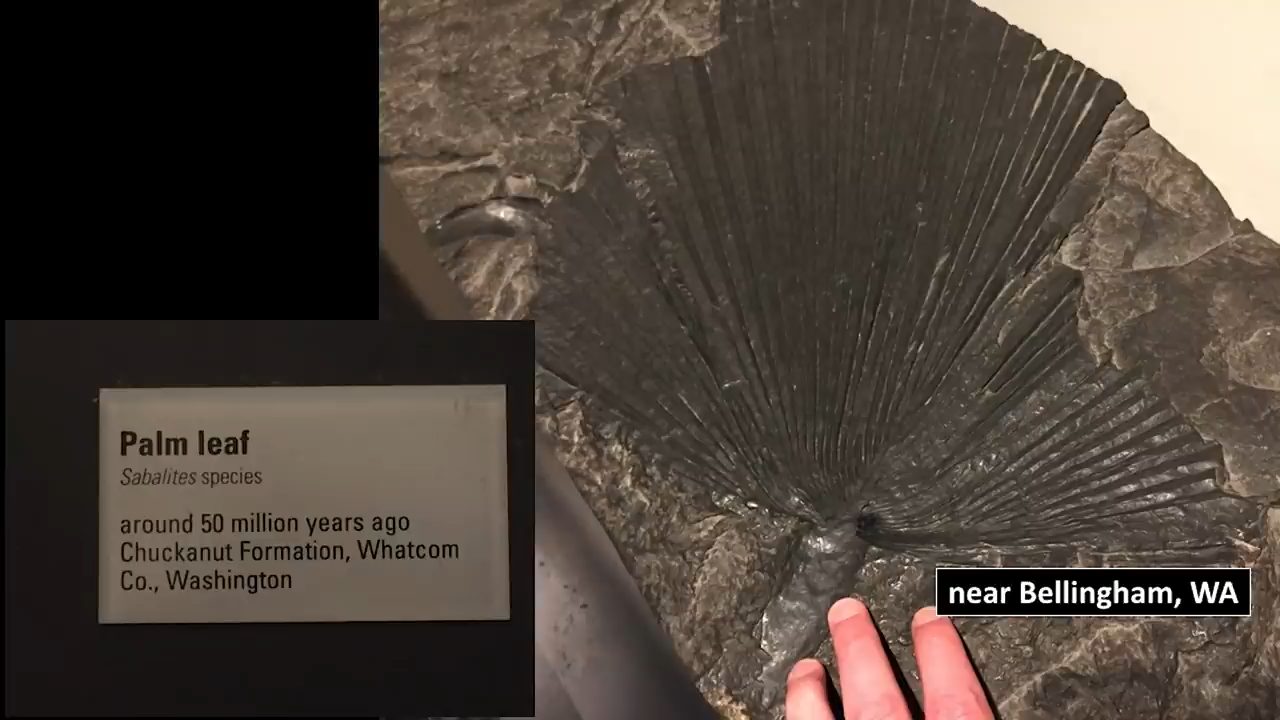 Palm leaf
Sabalites species
around 50 million years ago
Chuckanut Formation, Whatcom
Co., Washington
near Bellingham, WA